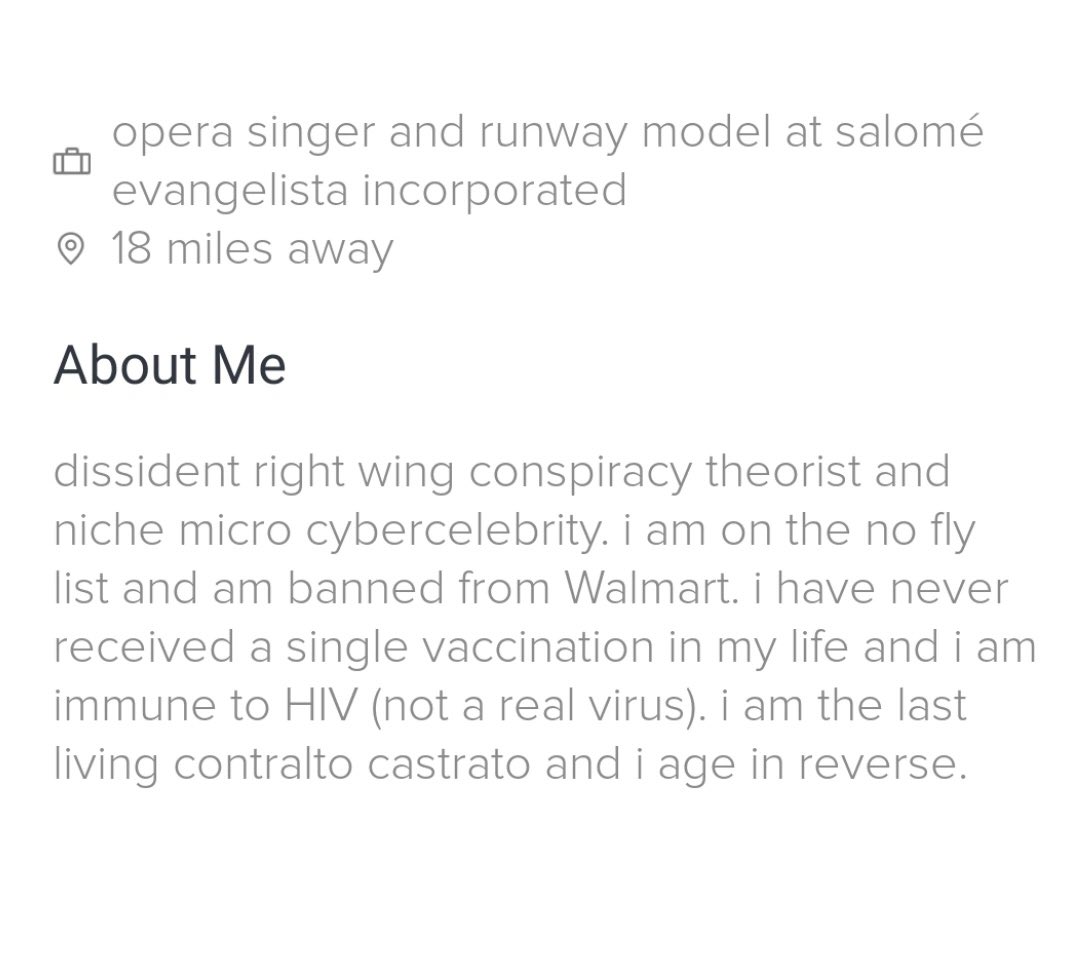 opera singer and runway model at salomé
evangelista incorporated
18 miles away
About Me
dissident right wing conspiracy theorist and
niche micro cybercelebrity. i am on the no fly
list and am banned from Walmart. i have never
received a single vaccination in my life and i am
immune to HIV (not a real virus). i am the last
living contralto castrato and i age in reverse.